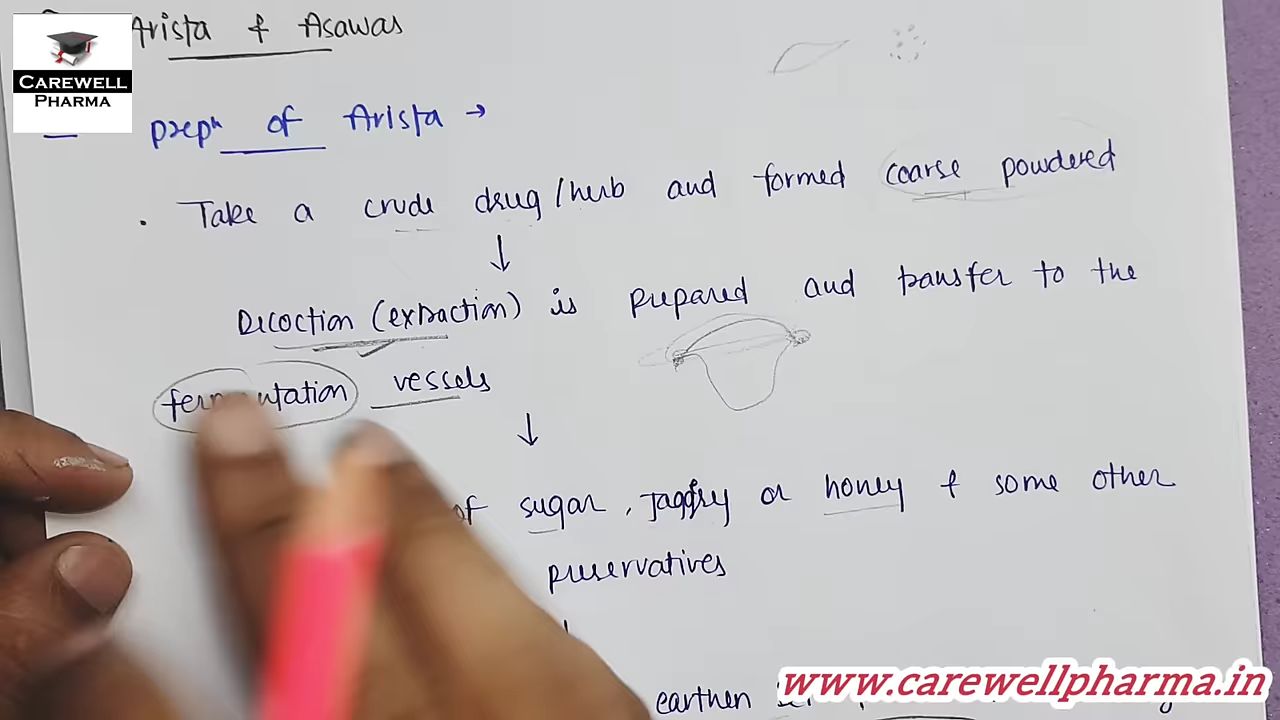 Arista & Asawas
CAREWELL
PHARMA
prepⁿ of Arista →
. Take a crude drug/herb and formed coarse powdered
↓
Decoction (extraction) is prepared and transfer to the
fermentation vessels
↓
of sugar, Jaggry or honey & some other
preservatives
earthen
www.carewellpharma.in